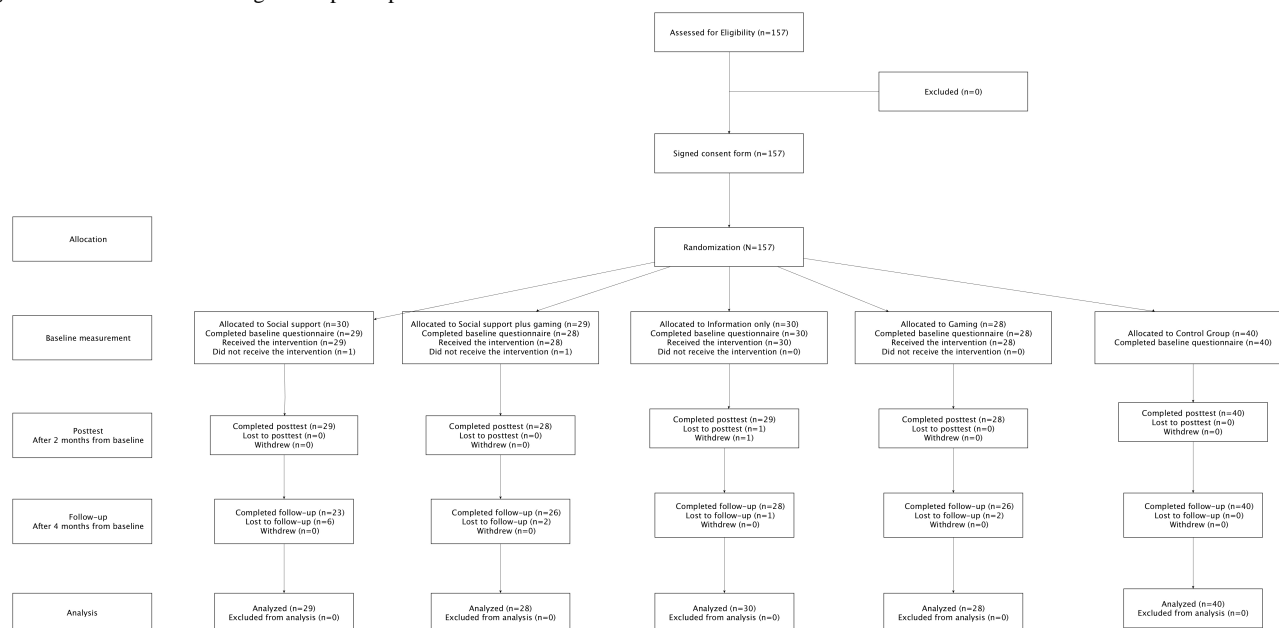 Assessed for Eligibility (n=157)
Excluded (n=0)
Signed consent form (n=157)
Allocation
Randomization (N=157)
Baseline measurement
Allocated to Social support (n=30)
Completed baseline questionnaire (n=29)
Received the intervention (n=29)
Did not receive the intervention (n=1)
Allocated to Social support plus gaming (n=29)
Completed baseline questionnaire (n=28)
Received the intervention (n=28)
Did not receive the intervention (n=1)
Allocated to Information only (n=30)
Completed baseline questionnaire (n=30)
Received the intervention (n=30)
Did not receive the intervention (n=0)
Allocated to Gaming (n=28)
Completed baseline questionnaire (n=28)
Received the intervention (n=28)
Did not receive the intervention (n=0)
Allocated to Control Group (n=40)
Completed baseline questionnaire (n=40)
Posttest
After 2 months from baseline
Completed posttest (n=29)
Lost to posttest (n=0)
Withdrew (n=0)
Completed posttest (n=28)
Lost to posttest (n=0)
Withdrew (n=0)
Completed posttest (n=29)
Lost to posttest (n=1)
Withdrew (n=1)
Completed posttest (n=28)
Lost to posttest (n=0)
Withdrew (n=0)
Completed posttest (n=40)
Lost to posttest (n=0)
Withdrew (n=0)
Follow-up
After 4 months from baseline
Completed follow-up (n=23)
Lost to follow-up (n=6)
Withdrew (n=0)
Completed follow-up (n=26)
Lost to follow-up (n=2)
Withdrew (n=0)
Completed follow-up (n=28)
Lost to follow-up (n=1)
Withdrew (n=0)
Completed follow-up (n=26)
Lost to follow-up (n=2)
Withdrew (n=0)
Completed follow-up (n=40)
Lost to follow-up (n=0)
Withdrew (n=0)
Analysis
Analyzed (n=29)
Excluded from analysis (n=0)
Analyzed (n=28)
Excluded from analysis (n=0)
Analyzed (n=30)
Excluded from analysis (n=0)
Analyzed (n=28)
Excluded from analysis (n=0)
Analyzed (n=40)
Excluded from analysis (n=0)